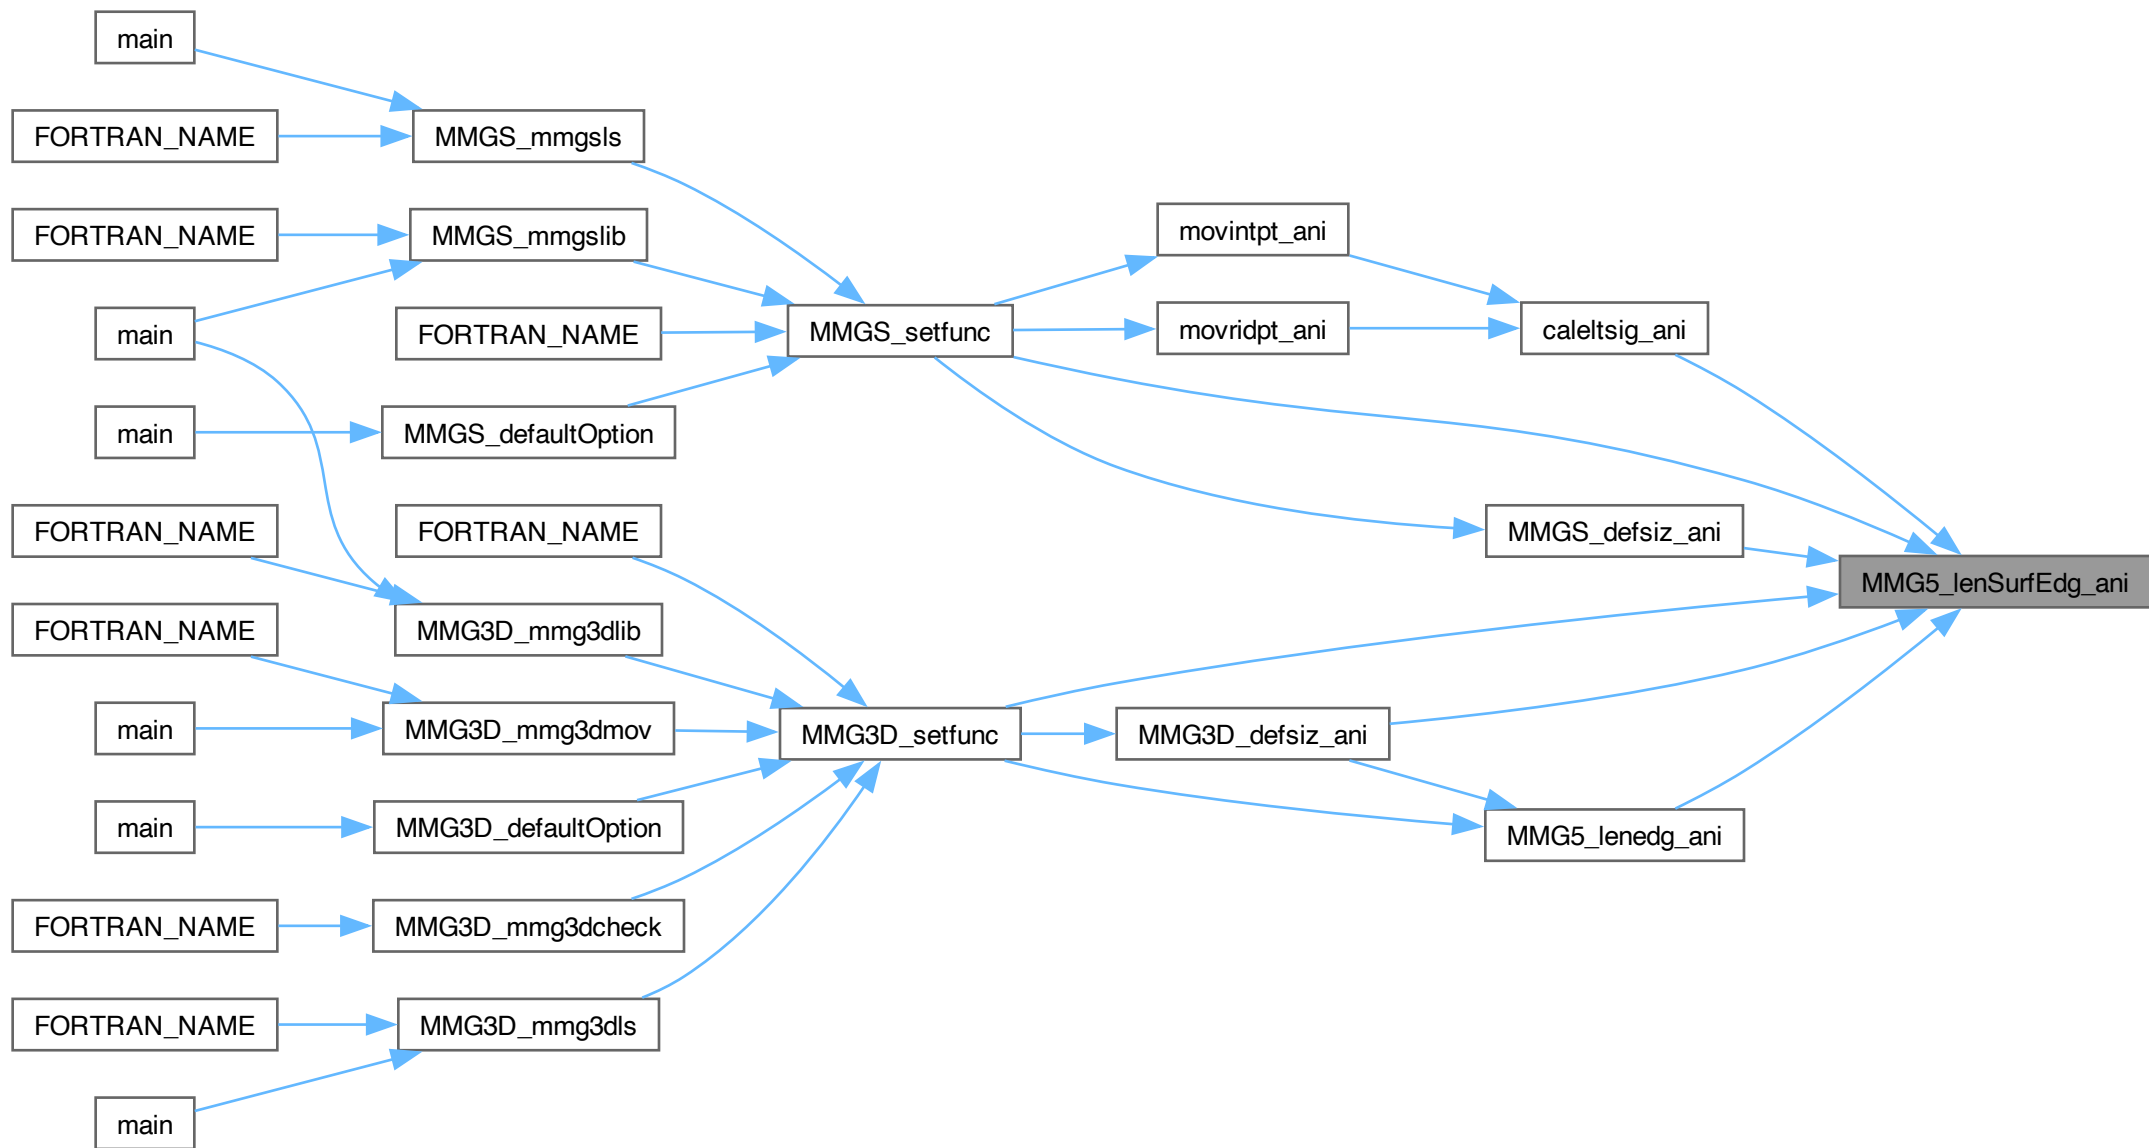 main
FORTRAN_NAME
MMGS_mmgsls
FORTRAN_NAME
MMGS_mmgslib
main
FORTRAN_NAME
MMGS_setfunc
movintpt_ani
movridpt_ani
caleltsig_ani
main
MMGS_defaultOption
FORTRAN_NAME
FORTRAN_NAME
MMGS_defsiz_ani
MMG5_lenSurfEdg_ani
FORTRAN_NAME
MMG3D_mmg3dlib
main
MMG3D_mmg3dmov
MMG3D_setfunc
MMG3D_defsiz_ani
main
MMG3D_defaultOption
MMG5_lenedg_ani
FORTRAN_NAME
MMG3D_mmg3dcheck
FORTRAN_NAME
MMG3D_mmg3dls
main